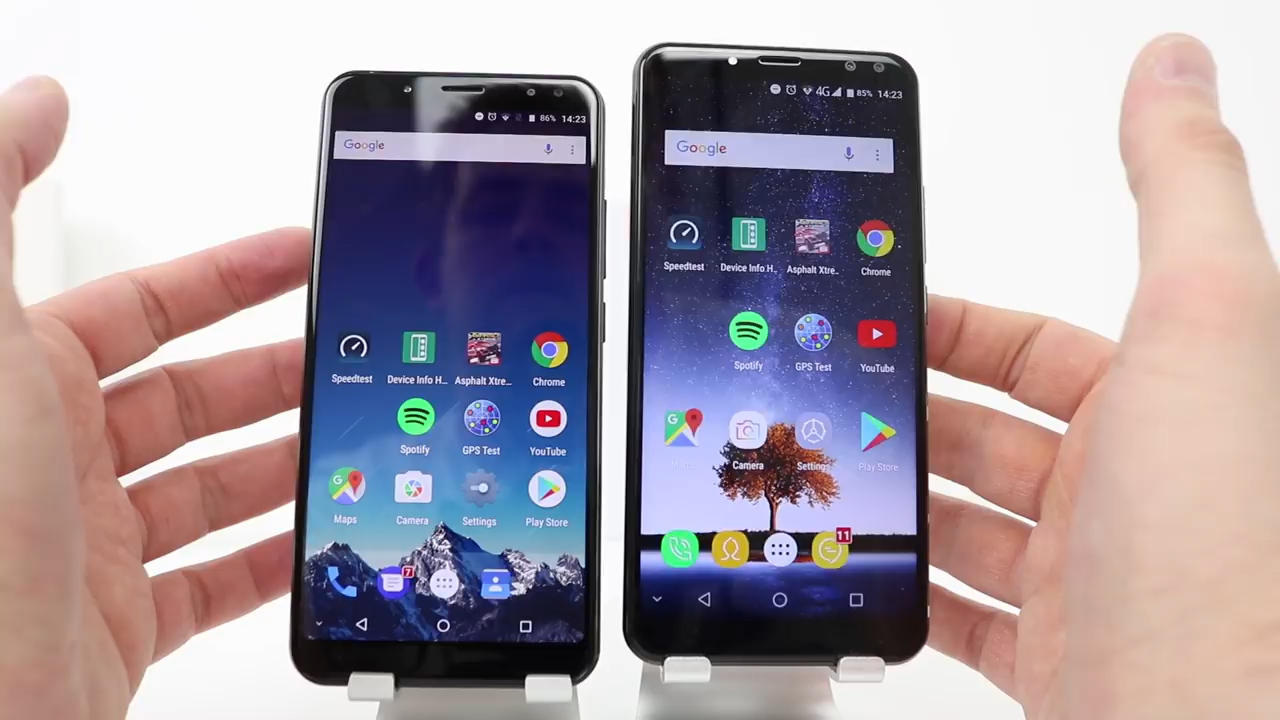 86% 14:23
Google
Speedtest Device Info H.. Asphalt Xtre... Chrome
Spotify GPS Test YouTube
Maps Camera Settings Play Store
7
4G 85% 14:23
Google
Speedtest Device Info H.. Asphalt Xtre.. Chrome
Spotify GPS Test YouTube
Maps Camera Settings Play Store
11